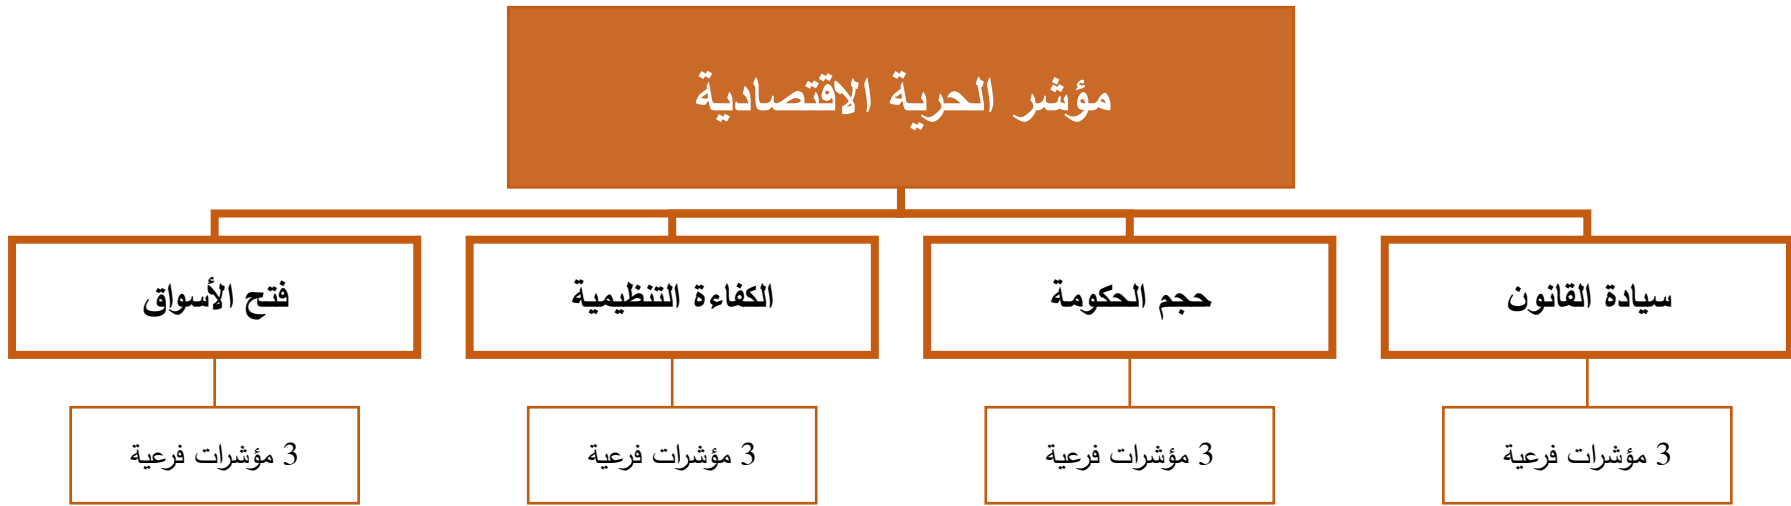 مؤشر الحرية الاقتصادية
سيادة القانون
حجم الحكومة
الكفاءة التنظيمية
فتح الأسواق
3 مؤشرات فرعية
3 مؤشرات فرعية
3 مؤشرات فرعية
3 مؤشرات فرعية